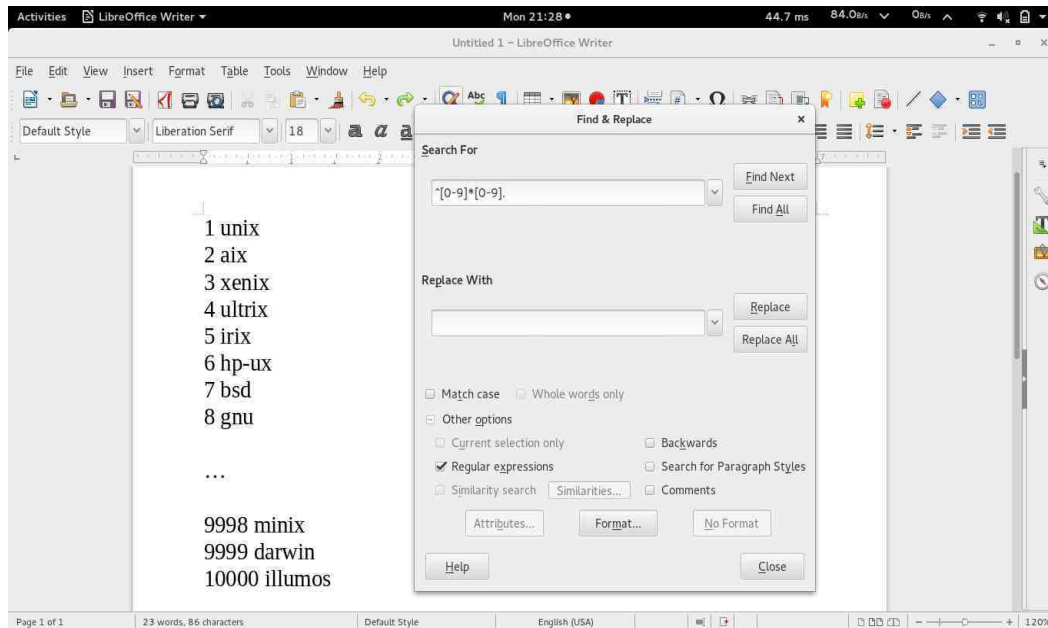 Activities LibreOffice Writer Mon 21:28 44.7 ms 84.0B/s 0B/s
Untitled 1 – LibreOffice Writer
File Edit View Insert Format Table Tools Window Help
Default Style Liberation Serif 18
Find & Replace
Search For
^[0-9]*[0-9].
Find Next
Find All
Replace With
Replace
Replace All
Match case Whole words only
Other options
Current selection only Backwards
Regular expressions Search for Paragraph Styles
Similarity search Similarities... Comments
Attributes... Format... No Format
Help Close
1 unix
2 aix
3 xenix
4 ultrix
5 irix
6 hp-ux
7 bsd
8 gnu
...
9998 minix
9999 darwin
10000 illumos
Page 1 of 1 23 words, 86 characters Default Style English (USA) 120%